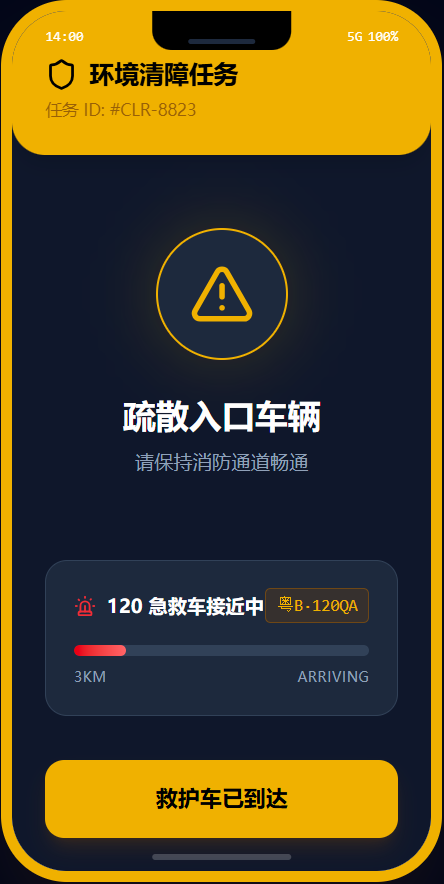 14:00
5G 100%
环境清障任务
任务 ID: #CLR-8823
疏散入口车辆
请保持消防通道畅通
120 急救车接近中
粤B·120QA
3KM
ARRIVING
救护车已到达